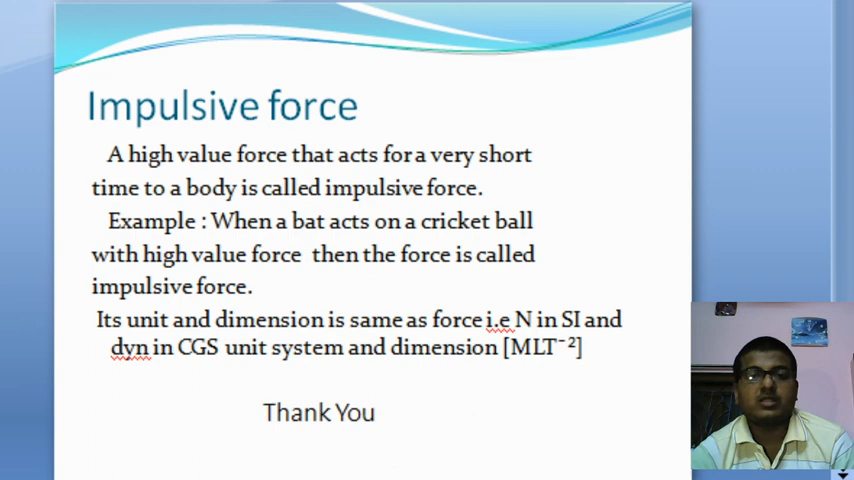 Impulsive force
A high value force that acts for a very short
time to a body is called impulsive force.
Example : When a bat acts on a cricket ball
with high value force then the force is called
impulsive force.
Its unit and dimension is same as force i.e N in SI and
dyn in CGS unit system and dimension [MLT⁻²]
Thank You